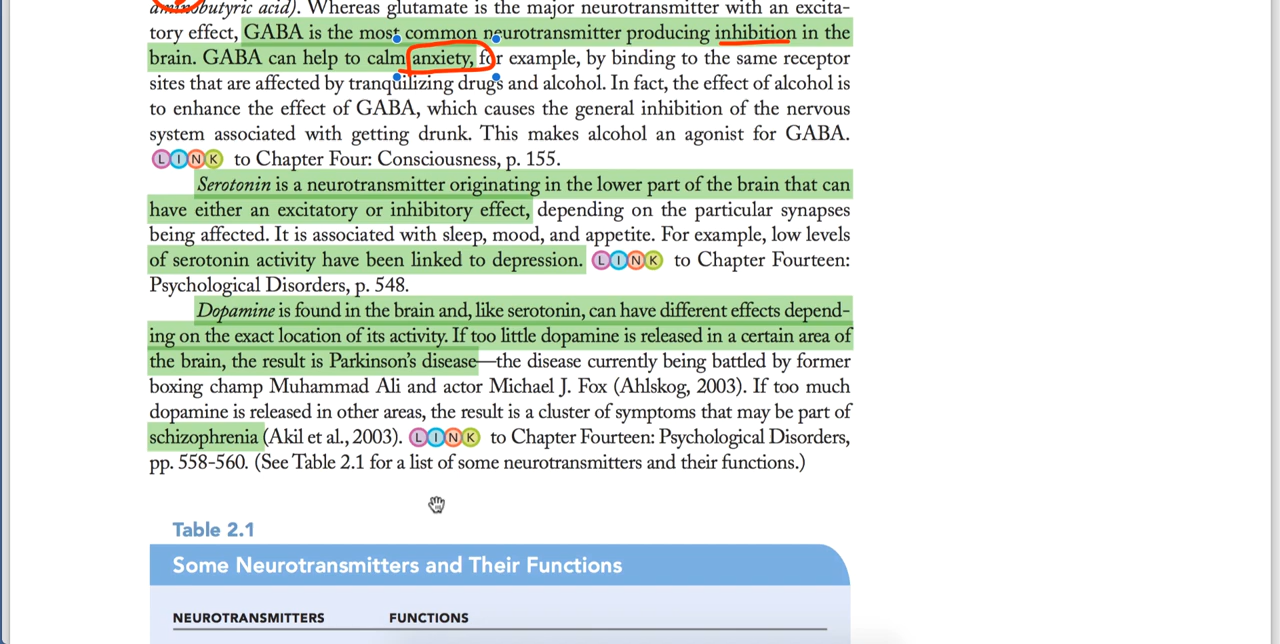 aminobutyric acid). Whereas glutamate is the major neurotransmitter with an excita-
tory effect, GABA is the most common neurotransmitter producing inhibition in the
brain. GABA can help to calm anxiety, for example, by binding to the same receptor
sites that are affected by tranquilizing drugs and alcohol. In fact, the effect of alcohol is
to enhance the effect of GABA, which causes the general inhibition of the nervous
system associated with getting drunk. This makes alcohol an agonist for GABA.
LINK to Chapter Four: Consciousness, p. 155.
Serotonin is a neurotransmitter originating in the lower part of the brain that can
have either an excitatory or inhibitory effect, depending on the particular synapses
being affected. It is associated with sleep, mood, and appetite. For example, low levels
of serotonin activity have been linked to depression. LINK to Chapter Fourteen:
Psychological Disorders, p. 548.
Dopamine is found in the brain and, like serotonin, can have different effects depend-
ing on the exact location of its activity. If too little dopamine is released in a certain area of
the brain, the result is Parkinson's disease—the disease currently being battled by former
boxing champ Muhammad Ali and actor Michael J. Fox (Ahlskog, 2003). If too much
dopamine is released in other areas, the result is a cluster of symptoms that may be part of
schizophrenia (Akil et al., 2003). LINK to Chapter Fourteen: Psychological Disorders,
pp. 558-560. (See Table 2.1 for a list of some neurotransmitters and their functions.)
Table 2.1
Some Neurotransmitters and Their Functions
NEUROTRANSMITTERS FUNCTIONS